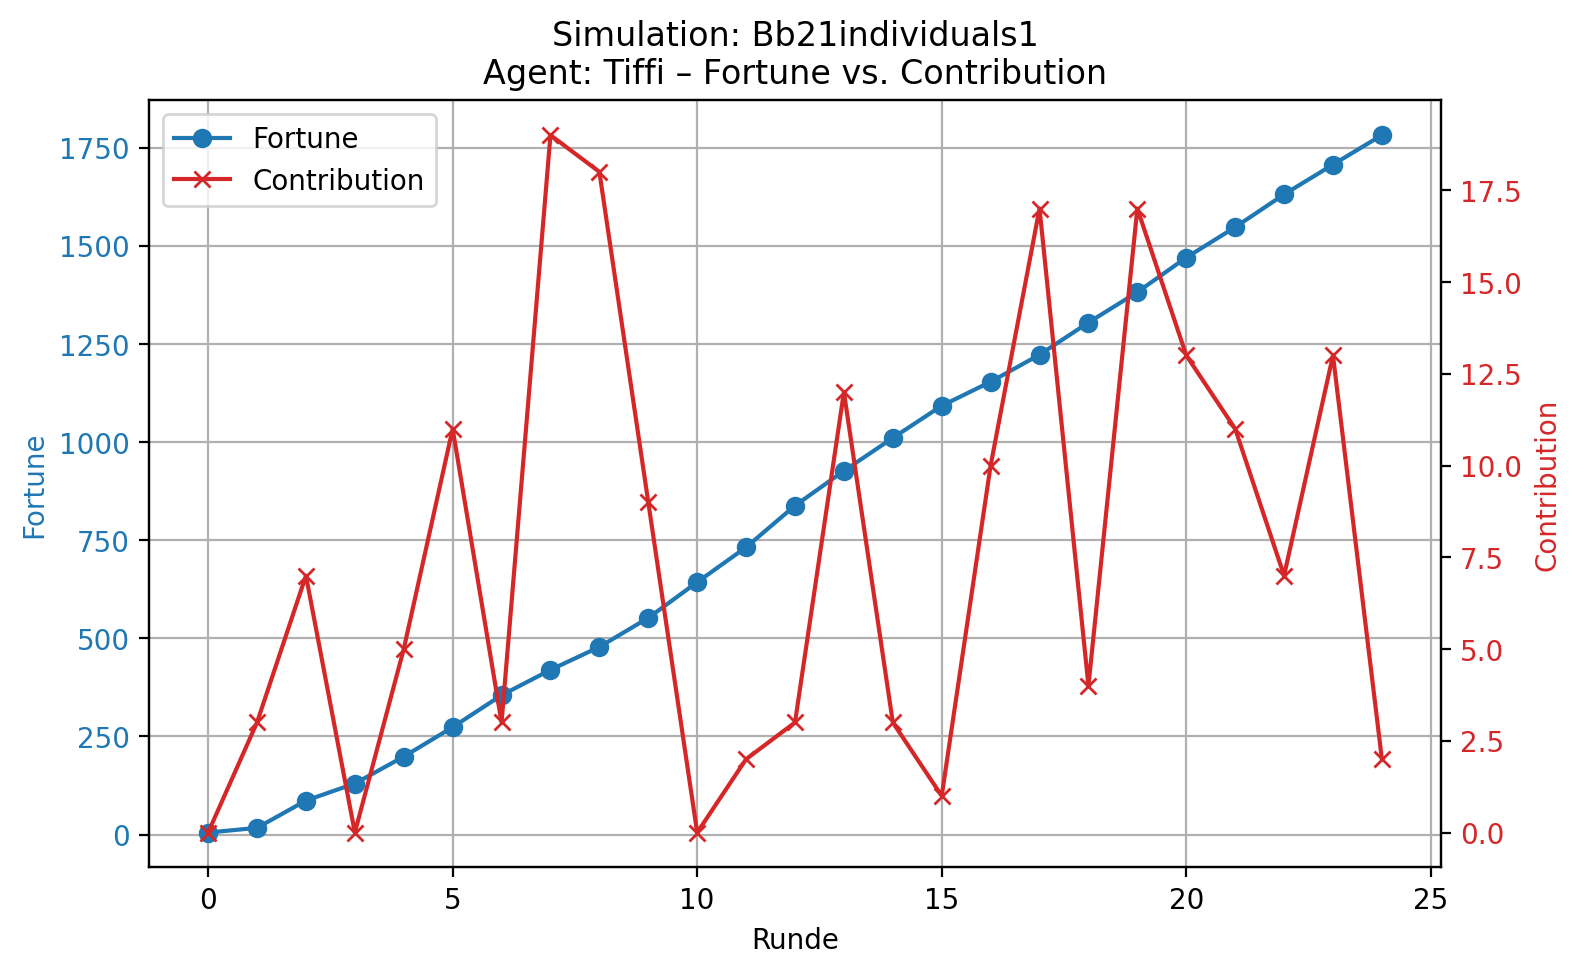 Simulation: Bb21individuals1
Agent: Tiffi – Fortune vs. Contribution
Fortune
Contribution
1750
1500
1250
1000
750
500
250
0
Fortune
17.5
15.0
12.5
10.0
7.5
5.0
2.5
0.0
Contribution
0 5 10 15 20 25
Runde